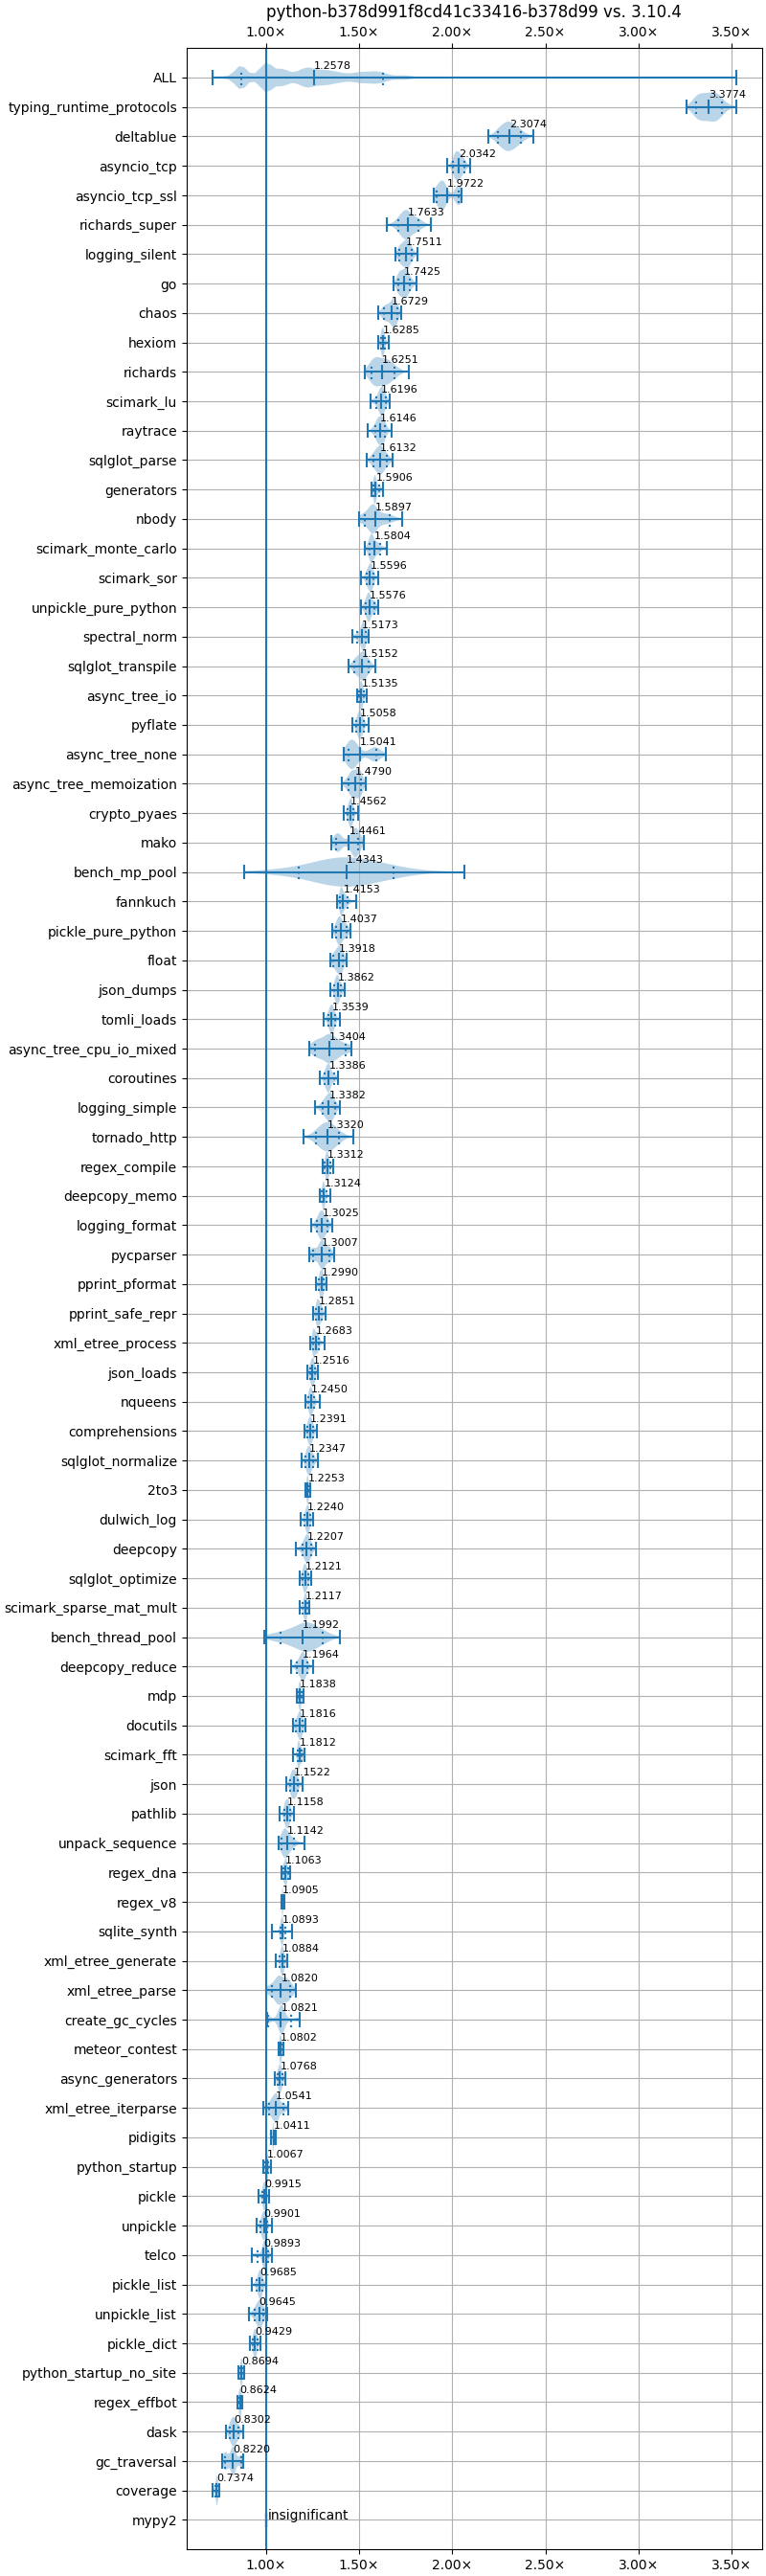 python-b378d991f8cd41c33416-b378d99 vs. 3.10.4
1.00× 1.50× 2.00× 2.50× 3.00× 3.50×
ALL 1.2578
typing_runtime_protocols 3.3774
deltablue 2.3074
asyncio_tcp 2.0342
asyncio_tcp_ssl 1.9722
richards_super 1.7633
logging_silent 1.7511
go 1.7425
chaos 1.6729
hexiom 1.6285
richards 1.6251
scimark_lu 1.6196
raytrace 1.6146
sqlglot_parse 1.6132
generators 1.5906
nbody 1.5897
scimark_monte_carlo 1.5804
scimark_sor 1.5596
unpickle_pure_python 1.5576
spectral_norm 1.5173
sqlglot_transpile 1.5152
async_tree_io 1.5135
pyflate 1.5058
async_tree_none 1.5041
async_tree_memoization 1.4790
crypto_pyaes 1.4562
mako 1.4461
bench_mp_pool 1.4343
fannkuch 1.4153
pickle_pure_python 1.4037
float 1.3918
json_dumps 1.3862
tomli_loads 1.3539
async_tree_cpu_io_mixed 1.3404
coroutines 1.3386
logging_simple 1.3382
tornado_http 1.3320
regex_compile 1.3312
deepcopy_memo 1.3124
logging_format 1.3025
pycparser 1.3007
pprint_pformat 1.2990
pprint_safe_repr 1.2851
xml_etree_process 1.2683
json_loads 1.2516
nqueens 1.2450
comprehensions 1.2391
sqlglot_normalize 1.2347
2to3 1.2253
dulwich_log 1.2240
deepcopy 1.2207
sqlglot_optimize 1.2121
scimark_sparse_mat_mult 1.2117
bench_thread_pool 1.1992
deepcopy_reduce 1.1964
mdp 1.1838
docutils 1.1816
scimark_fft 1.1812
json 1.1522
pathlib 1.1158
unpack_sequence 1.1142
regex_dna 1.1063
regex_v8 1.0905
sqlite_synth 1.0893
xml_etree_generate 1.0884
xml_etree_parse 1.0820
create_gc_cycles 1.0821
meteor_contest 1.0802
async_generators 1.0768
xml_etree_iterparse 1.0541
pidigits 1.0411
python_startup 1.0067
pickle 0.9915
unpickle 0.9901
telco 0.9893
pickle_list 0.9685
unpickle_list 0.9645
pickle_dict 0.9429
python_startup_no_site 0.8694
regex_effbot 0.8624
dask 0.8302
gc_traversal 0.8220
coverage 0.7374
mypy2 insignificant
1.00× 1.50× 2.00× 2.50× 3.00× 3.50×